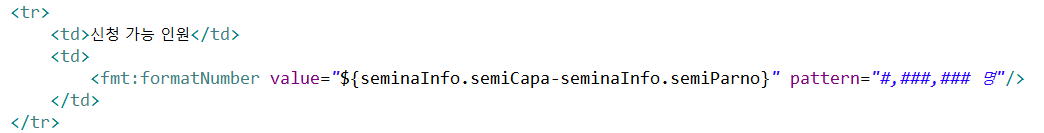 <tr>
    <td>신청 가능 인원</td>
    <td>
        <fmt:formatNumber value="${seminaInfo.semiCapa-seminaInfo.semiParno}" pattern="#,###,### 명"/>
    </td>
</tr>